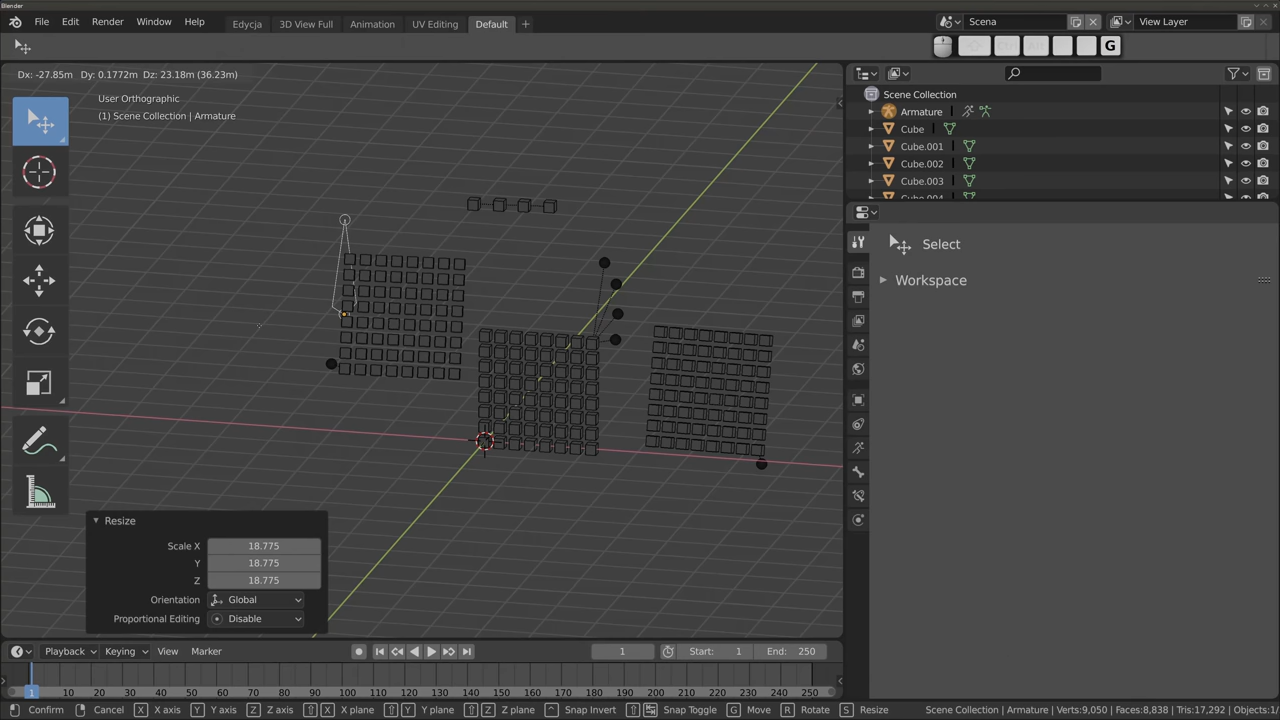 Blender
File Edit Render Window Help
Edycja 3D View Full Animation UV Editing Default +
Scena
View Layer
G
Dx: -27.85m Dy: 0.1772m Dz: 23.18m (36.23m)
User Orthographic
(1) Scene Collection | Armature
Scene Collection
Armature
Cube
Cube.001
Cube.002
Cube.003
Cube.004
Select
Workspace
Resize
Scale X 18.775
Y 18.775
Z 18.775
Orientation Global
Proportional Editing Disable
Playback Keying View Marker
1
Start: 1
End: 250
1 10 20 30 40 50 60 70 80 90 100 110 120 130 140 150 160 170 180 190 200 210 220 230 240 250
Confirm Cancel X X axis Y Y axis Z Z axis X X plane Y Y plane Z Z plane Snap Invert Snap Toggle G Move R Rotate S Resize
Scene Collection | Armature | Verts:9,050 | Faces:8,838 | Tris:17,292 | Objects:1/